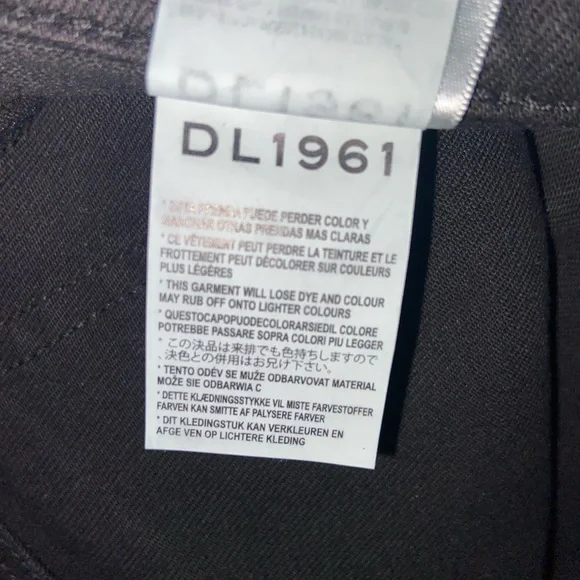 DL1961
* ESTA PRENDA PUEDE PERDER COLOR Y
MANCHAR OTRAS PRENDAS MAS CLARAS
* CE VÊTEMENT PEUT PERDRE LA TEINTURE ET LE
FROTTEMENT PEUT DÉCOLORER SUR COULEURS
PLUS LÉGÈRES
* THIS GARMENT WILL LOSE DYE AND COLOUR
MAY RUB OFF ONTO LIGHTER COLOURS
* QUESTOCAPOPUODECOLORARSIEDIL COLORE
POTREBBE PASSARE SOPRA COLORI PIU LEGGER
* この決品は来排でも色持ちしますので
決色との併用はお兄け下さい。
* TENTO ODĚV SE MUŽE ODBARVOVAT MATERIAL
MOŽE SIE ODBARWIA C
* DETTE KLÆDNINGSSTYKKE VIL MISTE FARVESTOFFER
FARVEN KAN SMITTE AF PALYSERE FARVER
* DIT KLEDINGSTUK KAN VERKLEUREN EN
AFGE VEN OP LICHTERE KLEDING